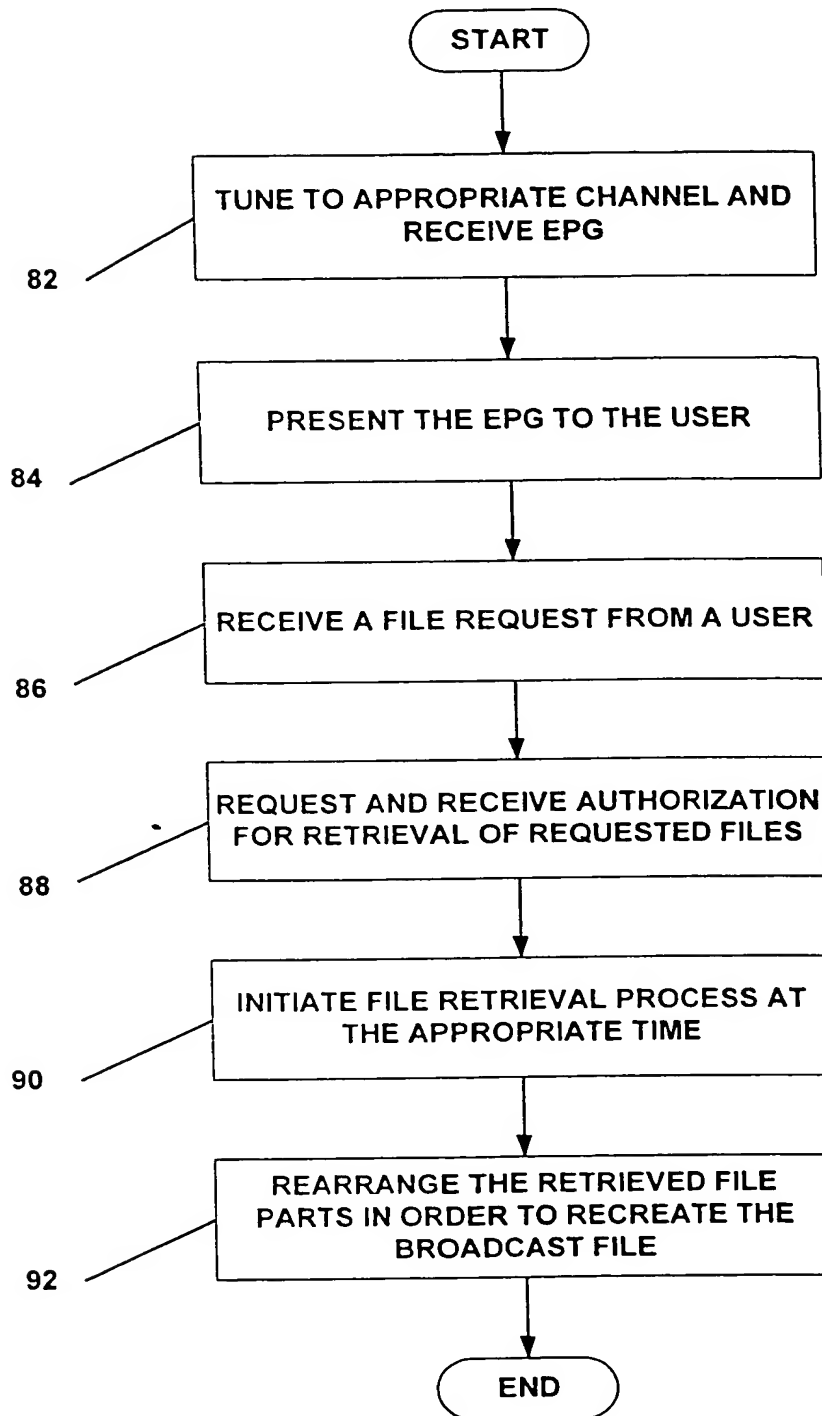 START
TUNE TO APPROPRIATE CHANNEL AND
RECEIVE EPG
82
PRESENT THE EPG TO THE USER
84
RECEIVE A FILE REQUEST FROM A USER
86
REQUEST AND RECEIVE AUTHORIZATION
FOR RETRIEVAL OF REQUESTED FILES
88
INITIATE FILE RETRIEVAL PROCESS AT
THE APPROPRIATE TIME
90
REARRANGE THE RETRIEVED FILE
PARTS IN ORDER TO RECREATE THE
BROADCAST FILE
92
END